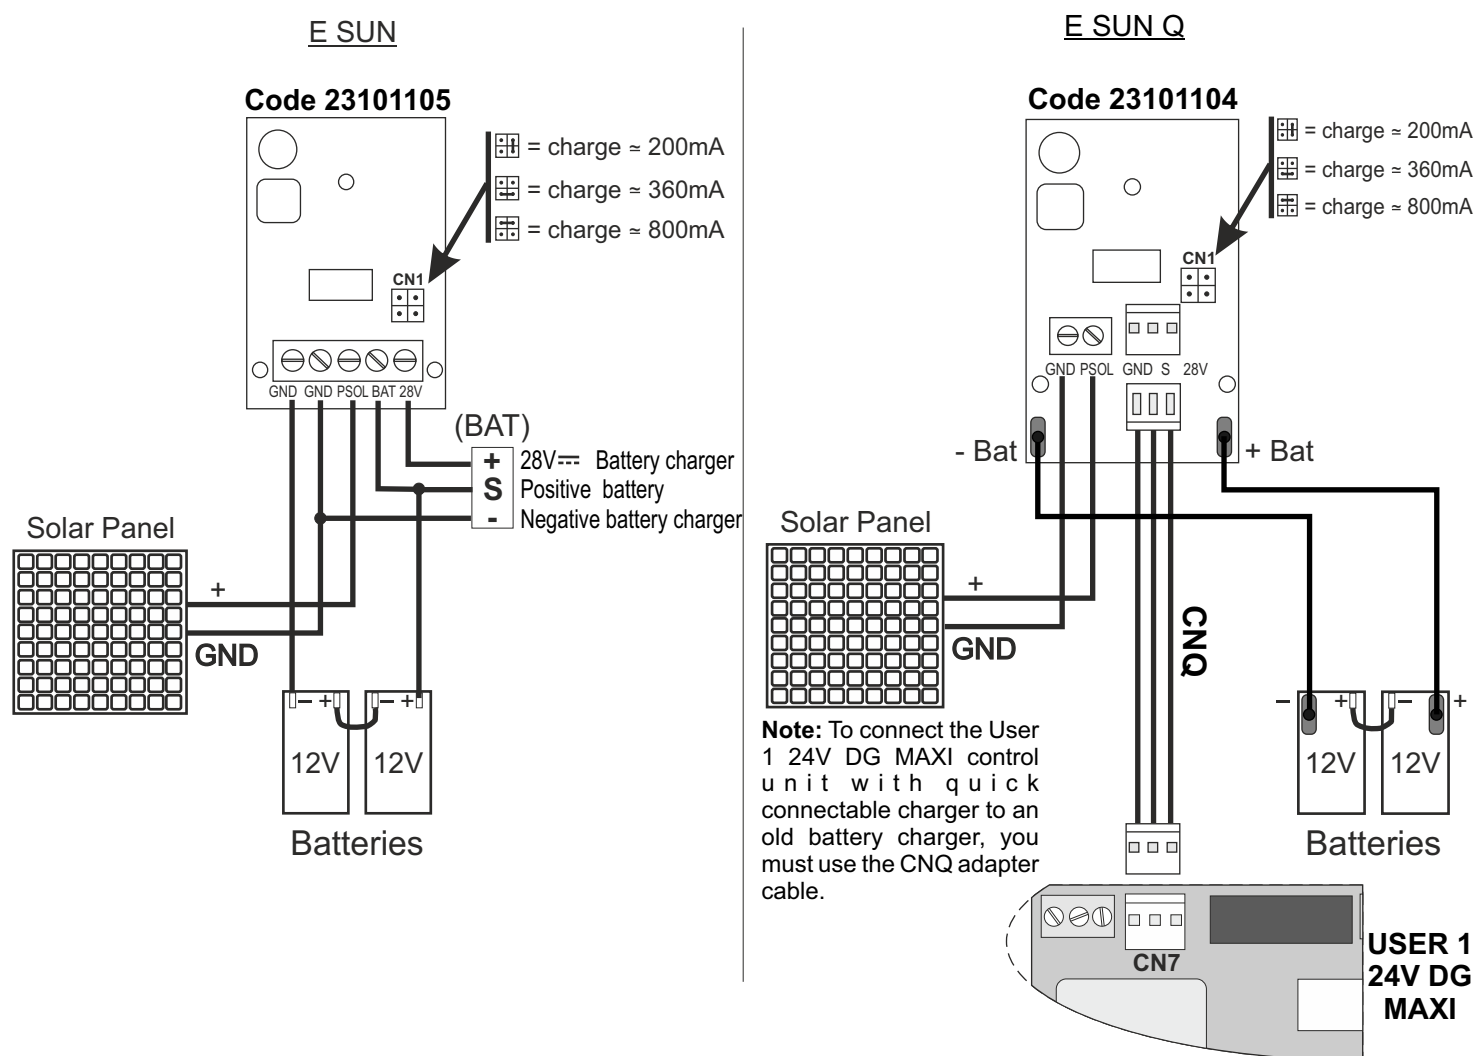 E SUN
Code 23101105
= charge ≃ 200mA
= charge ≃ 360mA
= charge ≃ 800mA
CN1
GND GND PSOL BAT 28V
(BAT)
+ 28V⎓ Battery charger
S Positive battery
- Negative battery charger
Solar Panel
+
GND
– + – +
12V 12V
Batteries
E SUN Q
Code 23101104
= charge ≃ 200mA
= charge ≃ 360mA
= charge ≃ 800mA
CN1
GND PSOL GND S 28V
- Bat + Bat
Solar Panel
+
GND
CNQ
– + – +
12V 12V
Batteries
Note: To connect the User
1 24V DG MAXI control
unit with quick
connectable charger to an
old battery charger, you
must use the CNQ adapter
cable.
CN7
USER 1
24V DG
MAXI